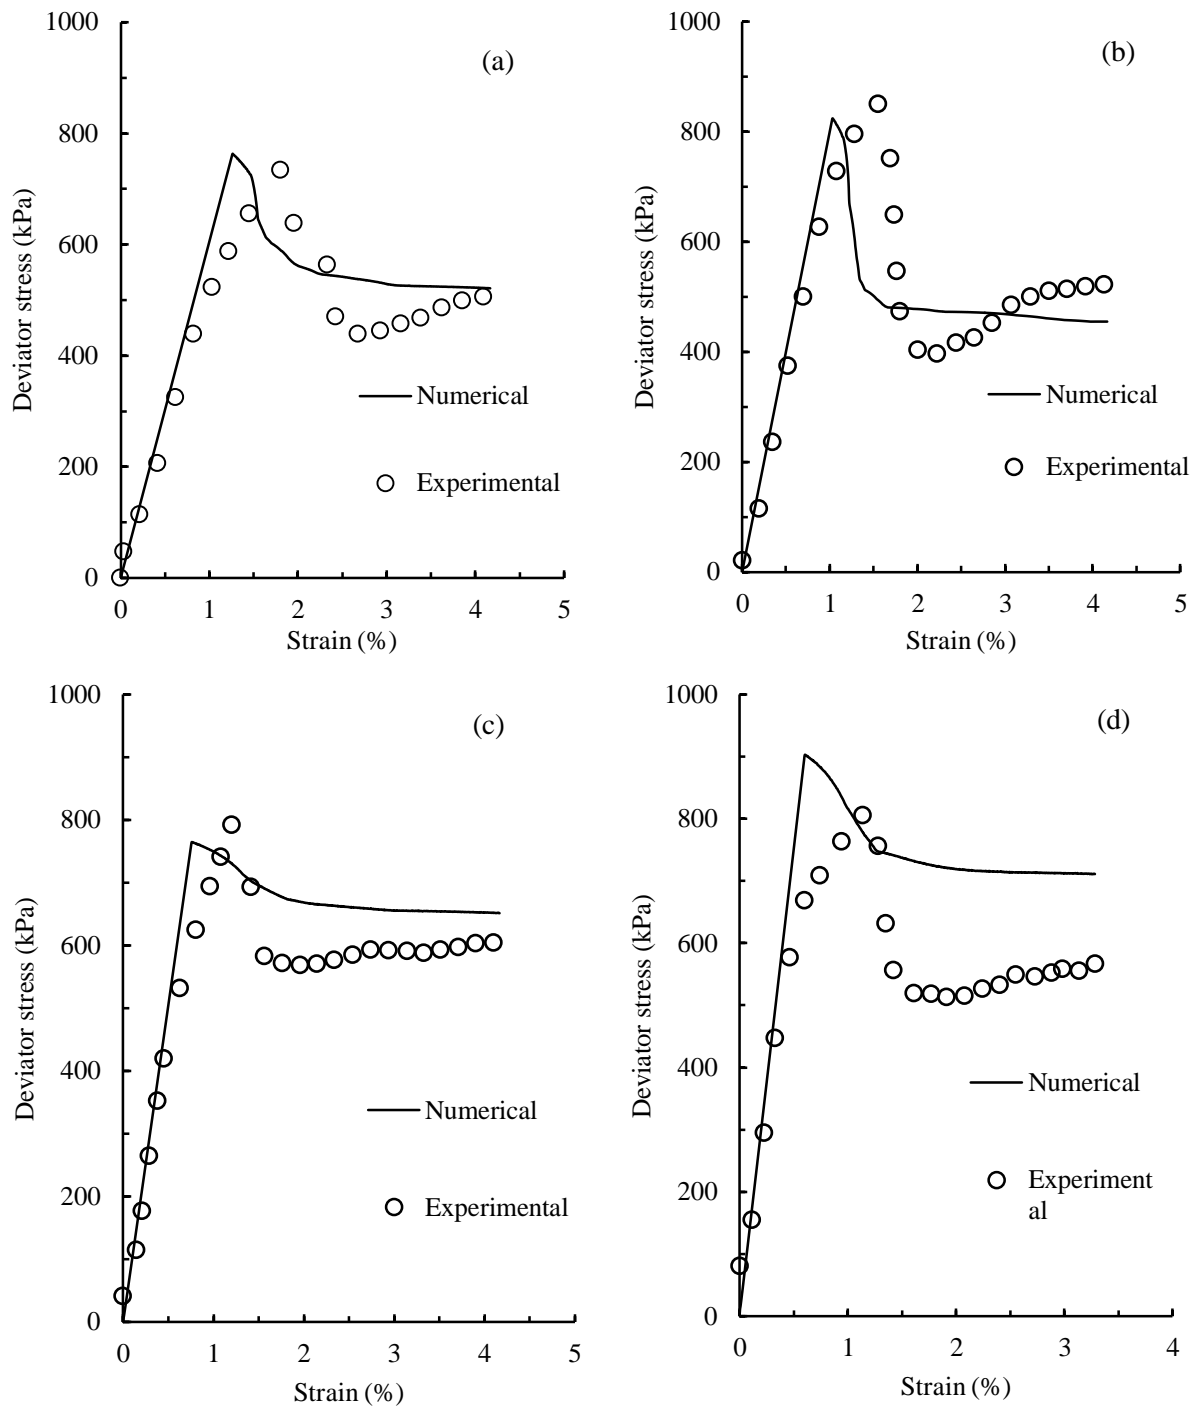 1000
(a)
800
600
400
200
0
Deviator stress (kPa)
Numerical
Experimental
0 1 2 3 4 5
Strain (%)
1000
(b)
800
600
400
200
0
Deviator stress (kPa)
Numerical
Experimental
0 1 2 3 4 5
Strain (%)
1000
(c)
800
600
400
200
0
Deviator stress (kPa)
Numerical
Experimental
0 1 2 3 4 5
Strain (%)
1000
(d)
800
600
400
200
0
Deviator stress (kPa)
Numerical
Experiment
al
0 1 2 3 4
Strain (%)